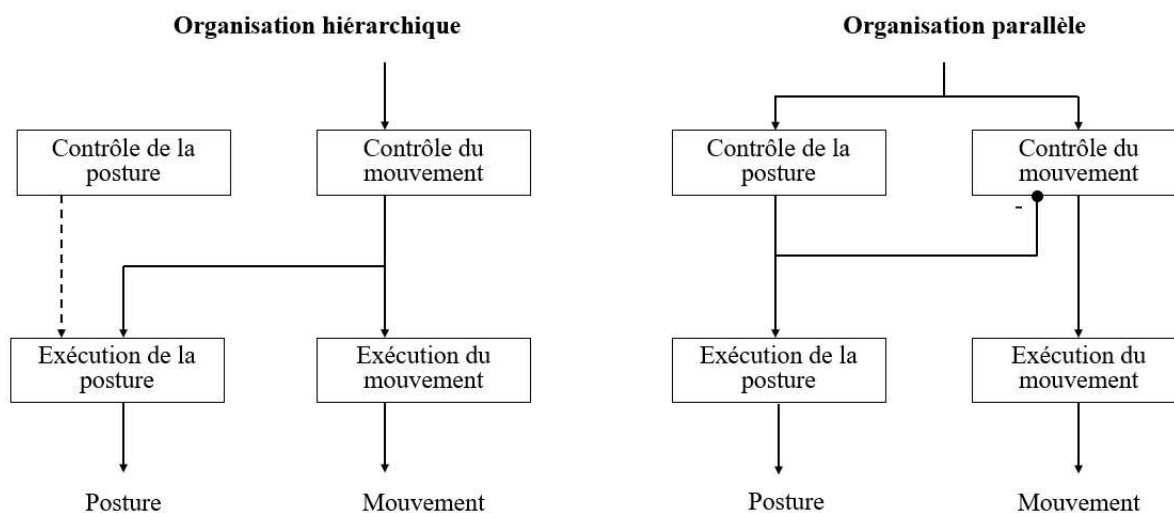 Organisation hiérarchique
Contrôle de la
posture
Contrôle du
mouvement
Exécution de la
posture
Exécution du
mouvement
Posture
Mouvement
Organisation parallèle
Contrôle de la
posture
Contrôle du
mouvement
-
Exécution de la
posture
Exécution du
mouvement
Posture
Mouvement